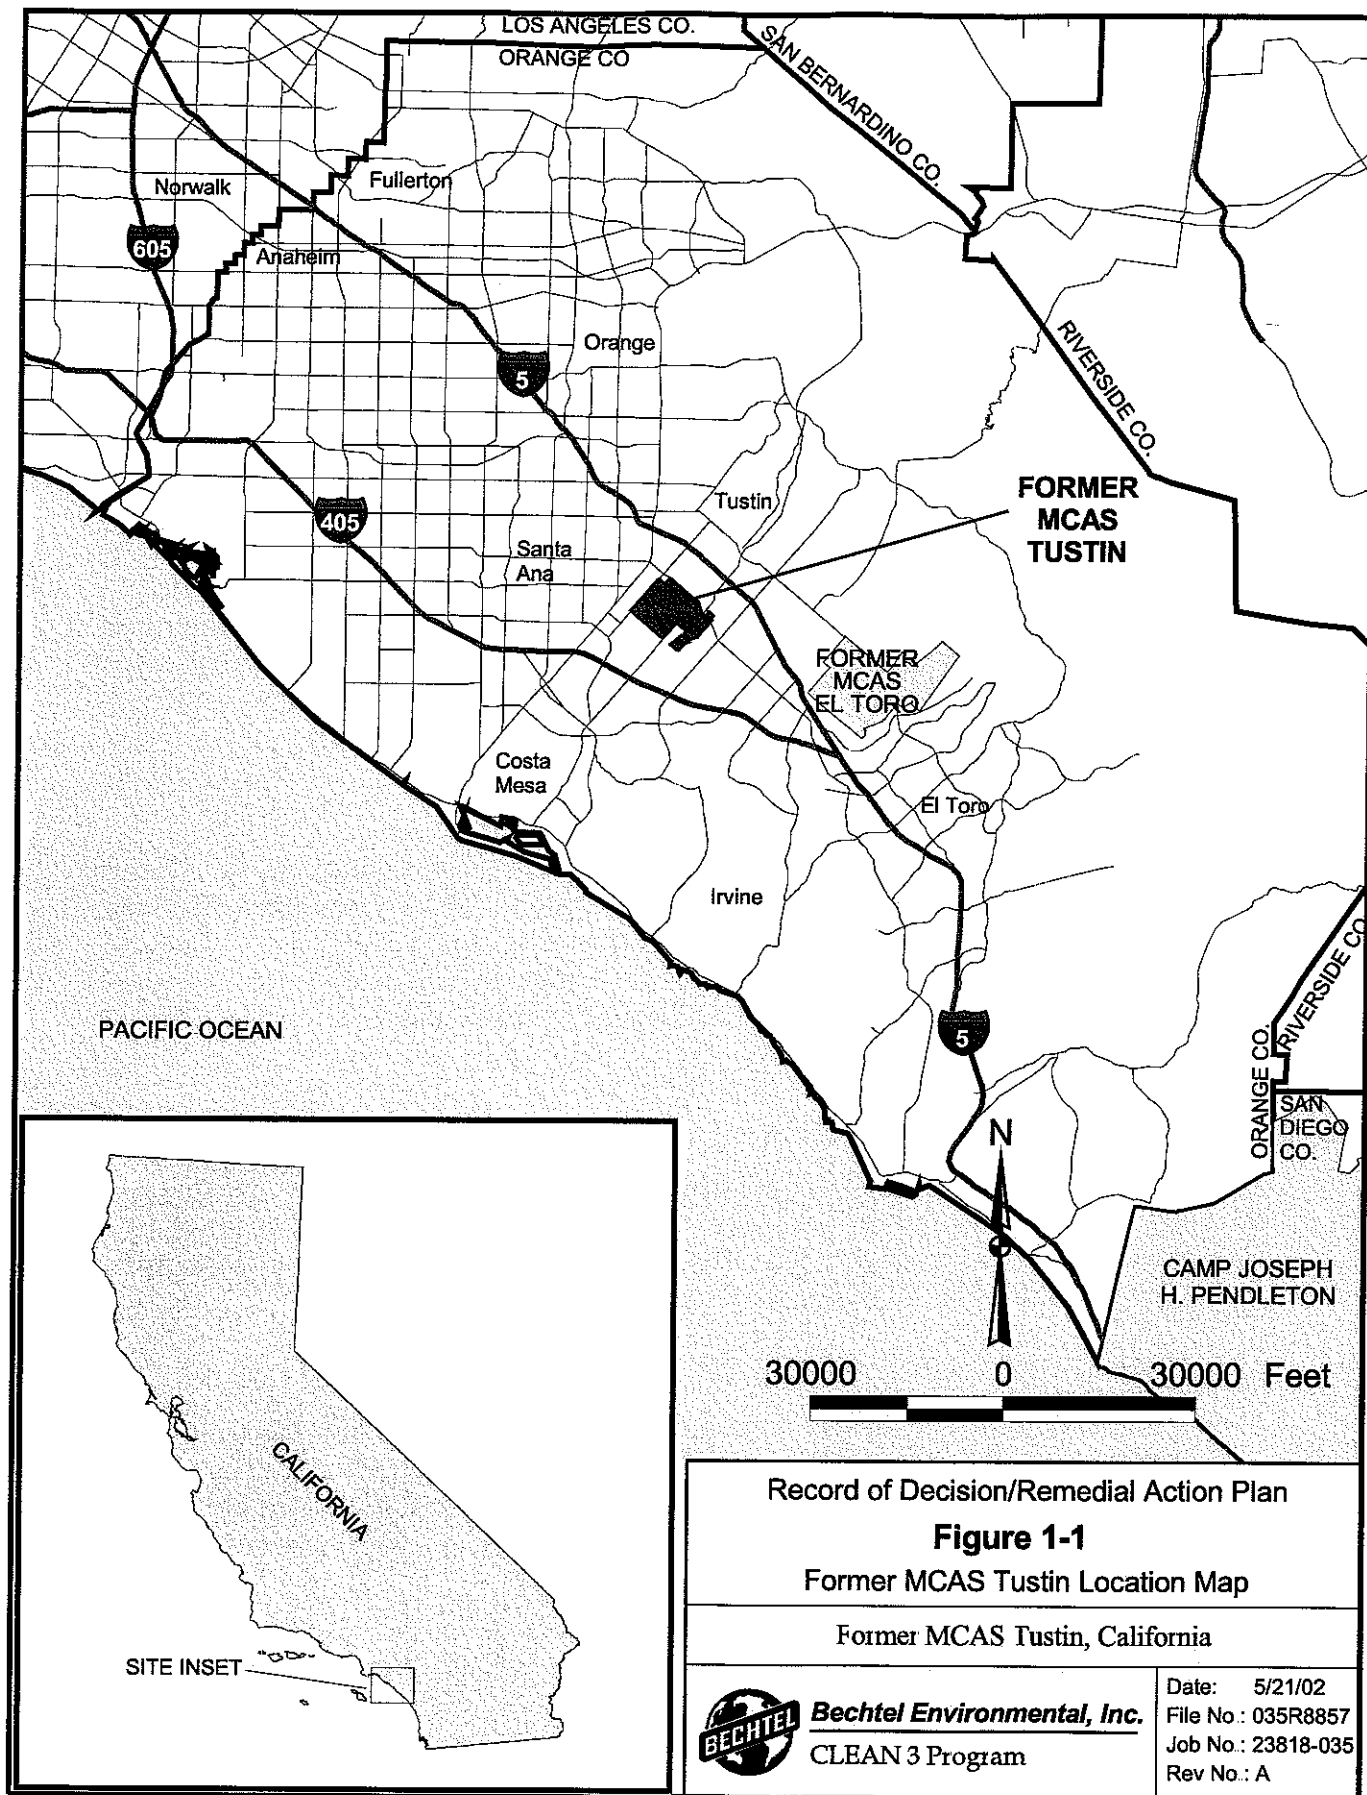 LOS ANGELES CO.
ORANGE CO
SAN BERNARDINO CO.
Norwalk
Fullerton
605
Anaheim
Orange
5
RIVERSIDE CO.
Tustin
FORMER
MCAS
TUSTIN
405
Santa
Ana
FORMER
MCAS
EL TORO
Costa
Mesa
El Toro
Irvine
PACIFIC OCEAN
5
RIVERSIDE CO
ORANGE CO.
SAN
DIEGO
CO.
N
CAMP JOSEPH
H. PENDLETON
30000 0 30000 Feet
CALIFORNIA
SITE INSET
Record of Decision/Remedial Action Plan
Figure 1-1
Former MCAS Tustin Location Map
Former MCAS Tustin, California
BECHTEL
Bechtel Environmental, Inc.
CLEAN 3 Program
Date: 5/21/02
File No.: 035R8857
Job No.: 23818-035
Rev No.: A